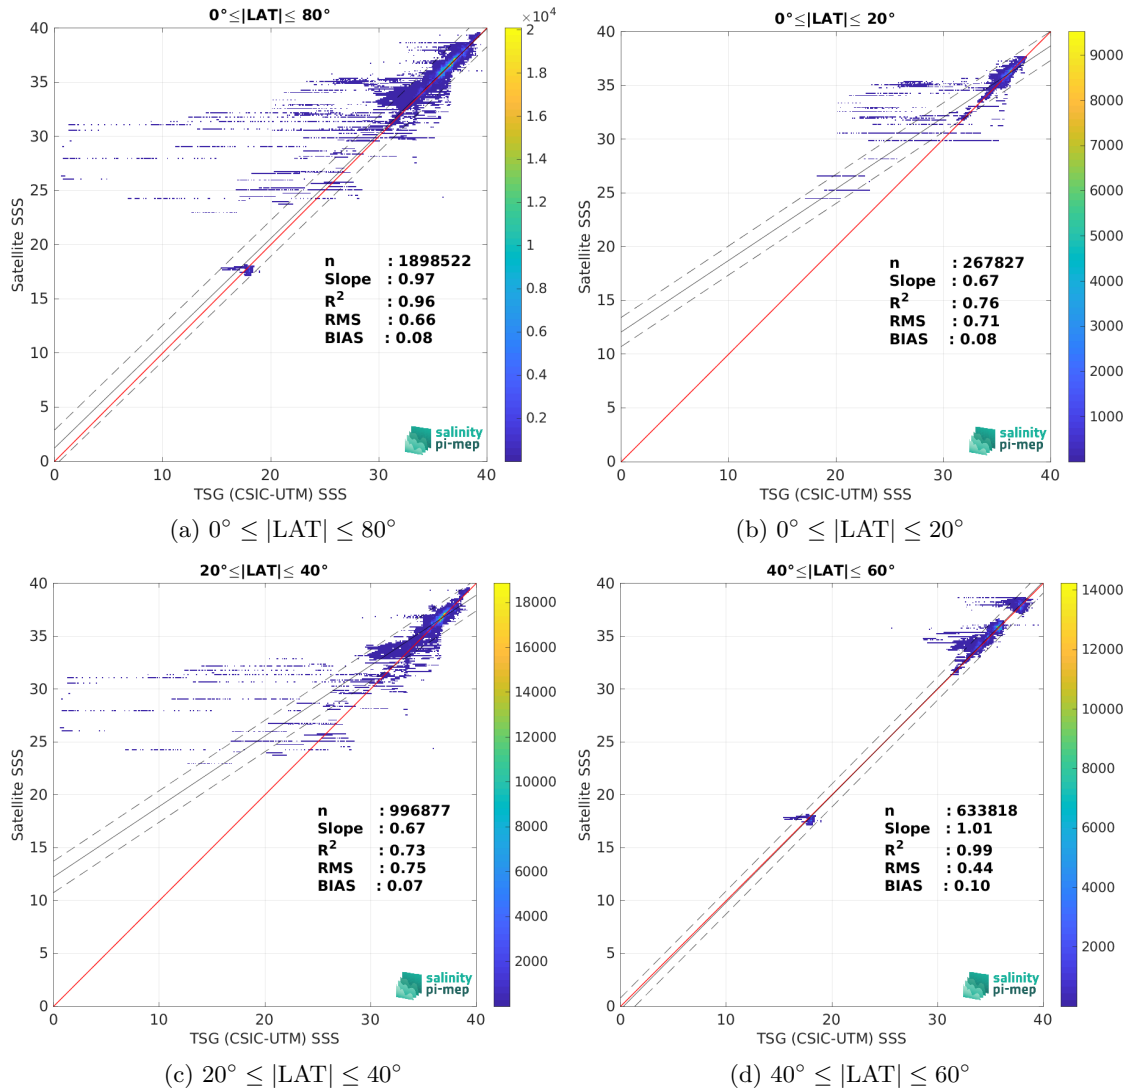 0°≤|LAT|≤ 80°
×10⁴
40
35
30
25
20
15
10
5
0
0
10
20
30
40
Satellite SSS
TSG (CSIC-UTM) SSS
n : 1898522
Slope : 0.97
R² : 0.96
RMS : 0.66
BIAS : 0.08
2
1.8
1.6
1.4
1.2
1
0.8
0.6
0.4
0.2
salinity
pi-mep
(a) 0° ≤ |LAT| ≤ 80°
0°≤|LAT|≤ 20°
40
35
30
25
20
15
10
5
0
0
10
20
30
40
Satellite SSS
TSG (CSIC-UTM) SSS
n : 267827
Slope : 0.67
R² : 0.76
RMS : 0.71
BIAS : 0.08
9000
8000
7000
6000
5000
4000
3000
2000
1000
salinity
pi-mep
(b) 0° ≤ |LAT| ≤ 20°
20°≤|LAT|≤ 40°
40
35
30
25
20
15
10
5
0
0
10
20
30
40
Satellite SSS
TSG (CSIC-UTM) SSS
n : 996877
Slope : 0.67
R² : 0.73
RMS : 0.75
BIAS : 0.07
18000
16000
14000
12000
10000
8000
6000
4000
2000
salinity
pi-mep
(c) 20° ≤ |LAT| ≤ 40°
40°≤|LAT|≤ 60°
40
35
30
25
20
15
10
5
0
0
10
20
30
40
Satellite SSS
TSG (CSIC-UTM) SSS
n : 633818
Slope : 1.01
R² : 0.99
RMS : 0.44
BIAS : 0.10
14000
12000
10000
8000
6000
4000
2000
salinity
pi-mep
(d) 40° ≤ |LAT| ≤ 60°